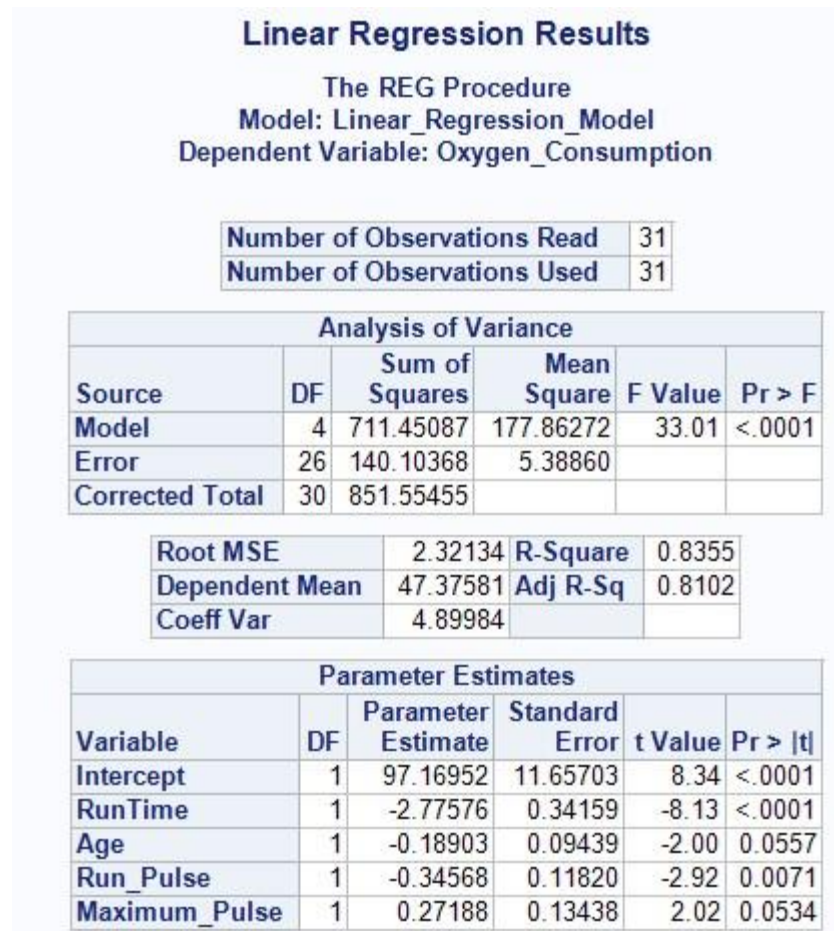 Linear Regression Results
The REG Procedure
Model: Linear_Regression_Model
Dependent Variable: Oxygen_Consumption
Number of Observations Read 31
Number of Observations Used 31
Analysis of Variance
Source DF Sum of Squares Mean Square F Value Pr > F
Model 4 711.45087 177.86272 33.01 <.0001
Error 26 140.10368 5.38860
Corrected Total 30 851.55455
Root MSE 2.32134 R-Square 0.8355
Dependent Mean 47.37581 Adj R-Sq 0.8102
Coeff Var 4.89984
Parameter Estimates
Variable DF Parameter Estimate Standard Error t Value Pr > |t|
Intercept 1 97.16952 11.65703 8.34 <.0001
RunTime 1 -2.77576 0.34159 -8.13 <.0001
Age 1 -0.18903 0.09439 -2.00 0.0557
Run_Pulse 1 -0.34568 0.11820 -2.92 0.0071
Maximum_Pulse 1 0.27188 0.13438 2.02 0.0534